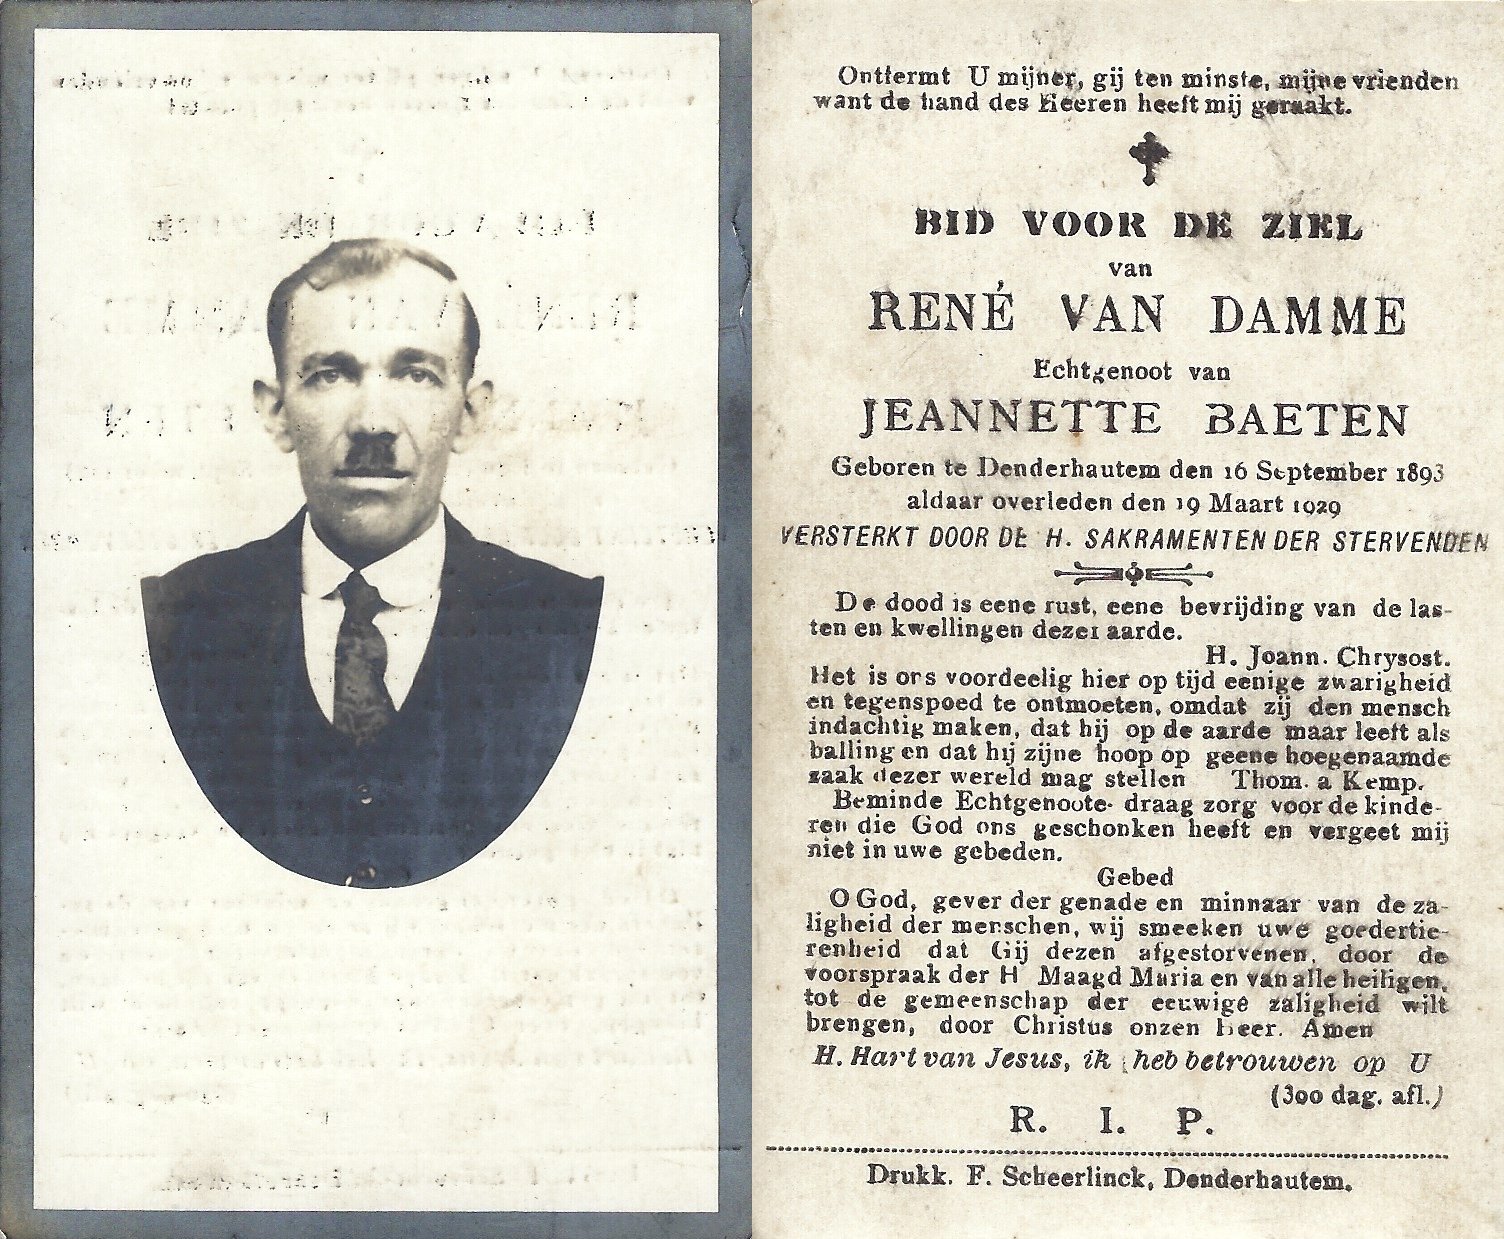 Ontfermt U mijner, gij ten minste, mijne vrienden
want de hand des Heeren heeft mij geraakt.
BID VOOR DE ZIEL
van
RENÉ VAN DAMME
Echtgenoot van
JEANNETTE BAETEN
Geboren te Denderhautem den 16 September 1893
aldaar overleden den 19 Maart 1929
VERSTERKT DOOR DE H. SAKRAMENTEN DER STERVENDEN
De dood is eene rust, eene bevrijding van de las-
ten en kwellingen dezer aarde.
H. Joann. Chrysost.
Het is ons voordeelig hier op tijd eenige zwarigheid
en tegenspoed te ontmoeten, omdat zij den mensch
indachtig maken, dat hij op de aarde maar leeft als
balling en dat hij zijne hoop op geene hoegenaamde
zaak dezer wereld mag stellen Thom. a Kemp.
Beminde Echtgenoote draag zorg voor de kinde-
ren die God ons geschonken heeft en vergeet mij
niet in uwe gebeden.
Gebed
O God, gever der genade en minnaar van de za-
ligheid der menschen, wij smeeken uwe goedertie-
renheid dat Gij dezen afgestorvenen, door de
voorspraak der H Maagd Maria en van alle heiligen,
tot de gemeenschap der eeuwige zaligheid wilt
brengen, door Christus onzen heer. Amen
H. Hart van Jesus, ik heb betrouwen op U
(300 dag. afl.)
R. I. P.
Drukk. F. Scheerlinck, Denderhautem.